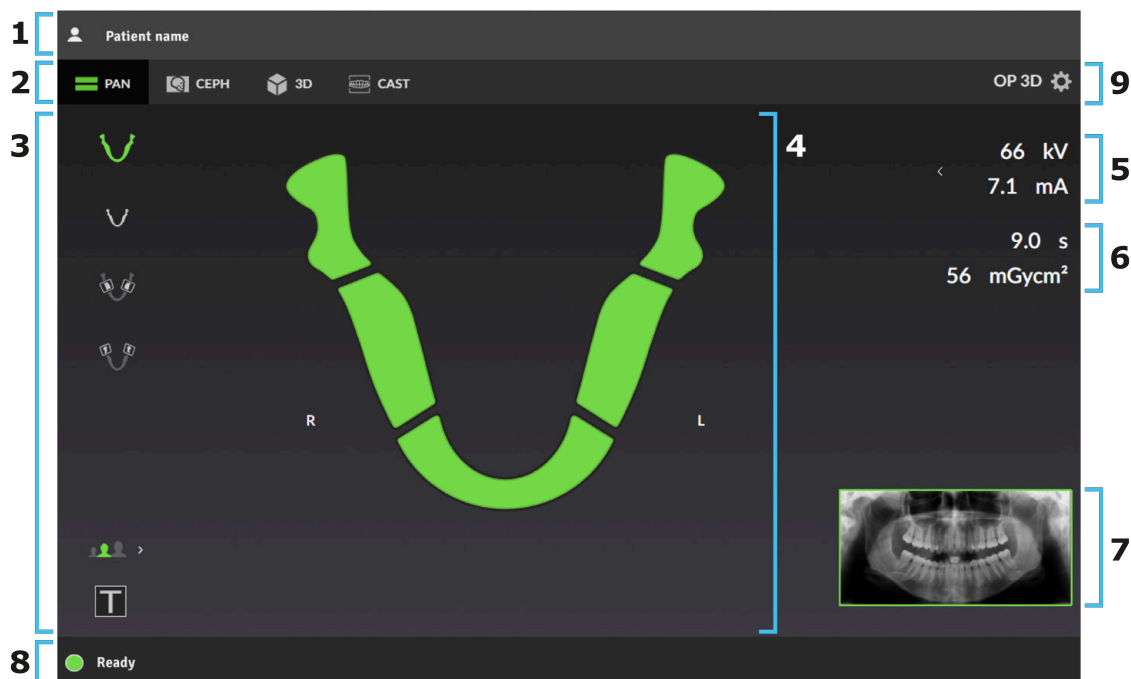 1
Patient name
2
PAN CEPH 3D CAST
OP 3D
9
3
4
66 kV
7.1 mA
5
9.0 s
56 mGycm²
6
R
L
7
T
8
Ready